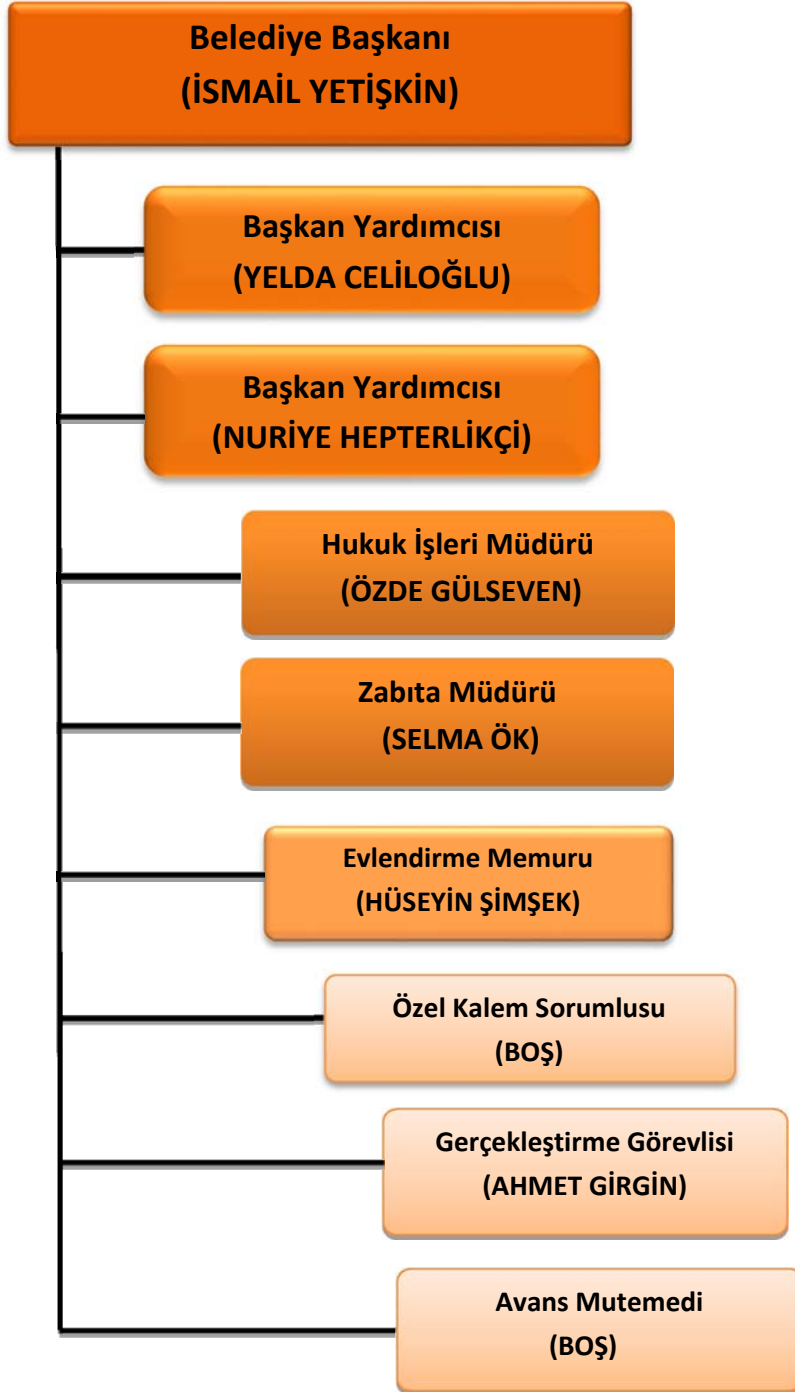 Belediye Başkanı
(İSMAİL YETİŞKİN)
Başkan Yardımcısı
(YELDA CELİLOĞLU)
Başkan Yardımcısı
(NURİYE HEPTERLİKÇİ)
Hukuk İşleri Müdürü
(ÖZDE GÜLSEVEN)
Zabıta Müdürü
(SELMA ÖK)
Evlendirme Memuru
(HÜSEYİN ŞİMŞEK)
Özel Kalem Sorumlusu
(BOŞ)
Gerçekleştirme Görevlisi
(AHMET GİRGİN)
Avans Mutemedi
(BOŞ)